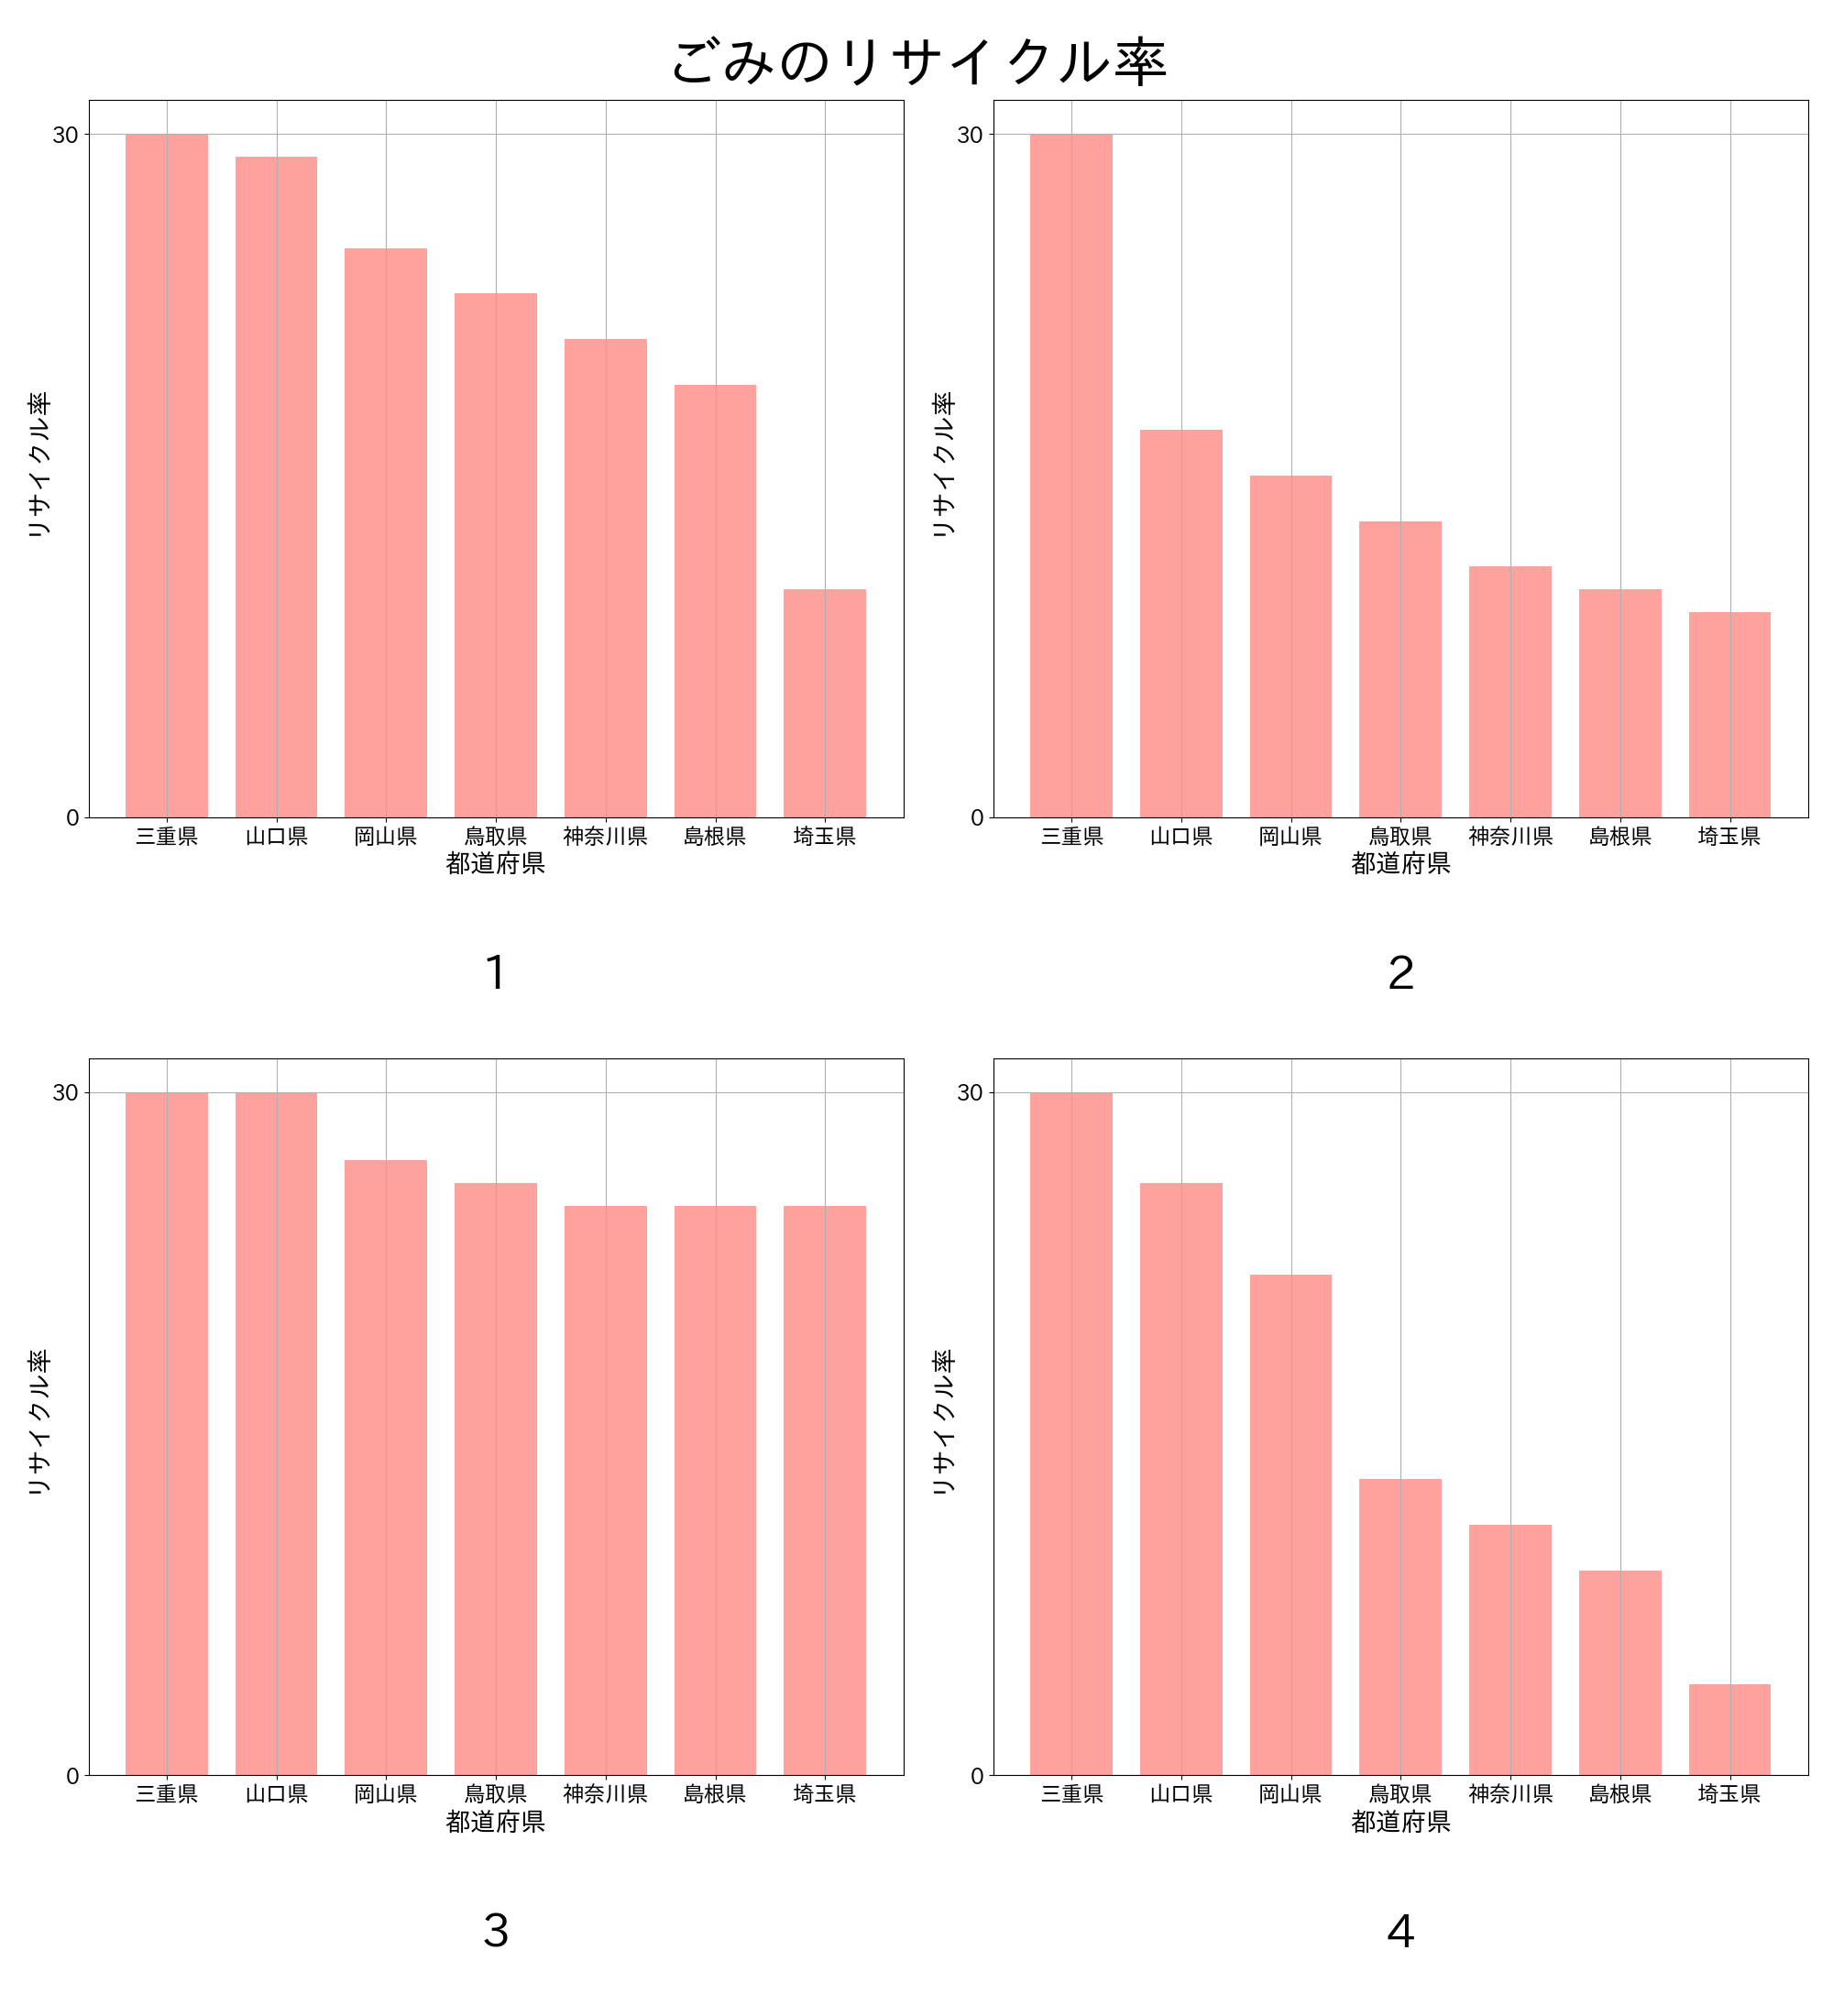 ごみのリサイクル率
30
0
リサイクル率
三重県 山口県 岡山県 鳥取県 神奈川県 島根県 埼玉県
都道府県
1
30
0
リサイクル率
三重県 山口県 岡山県 鳥取県 神奈川県 島根県 埼玉県
都道府県
2
30
0
リサイクル率
三重県 山口県 岡山県 鳥取県 神奈川県 島根県 埼玉県
都道府県
3
30
0
リサイクル率
三重県 山口県 岡山県 鳥取県 神奈川県 島根県 埼玉県
都道府県
4